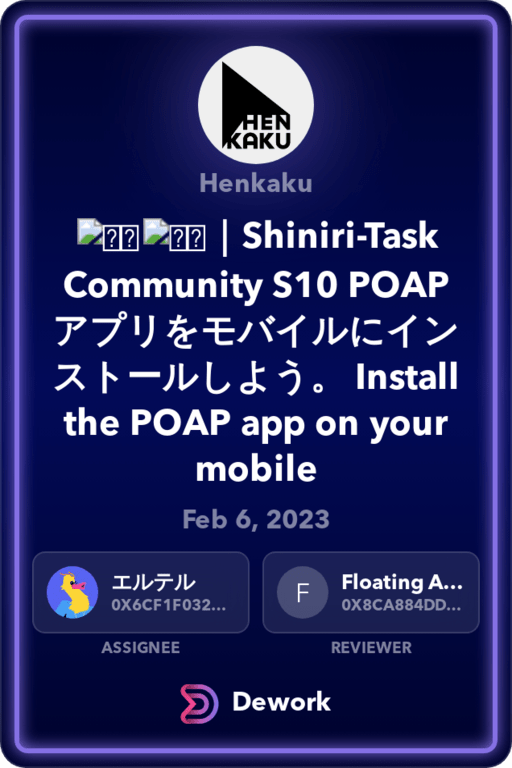 HEN
KAKU
Henkaku
| Shiniri-Task
Community S10 POAP
アプリをモバイルにイン
ストールしよう。 Install
the POAP app on your
mobile
Feb 6, 2023
エルテル
0X6CF1F032...
ASSIGNEE
F
Floating A...
0X8CA884DD...
REVIEWER
Dework